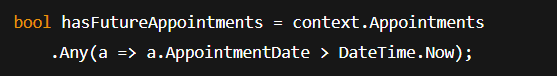 bool hasFutureAppointments = context.Appointments
.Any(a => a.AppointmentDate > DateTime.Now);